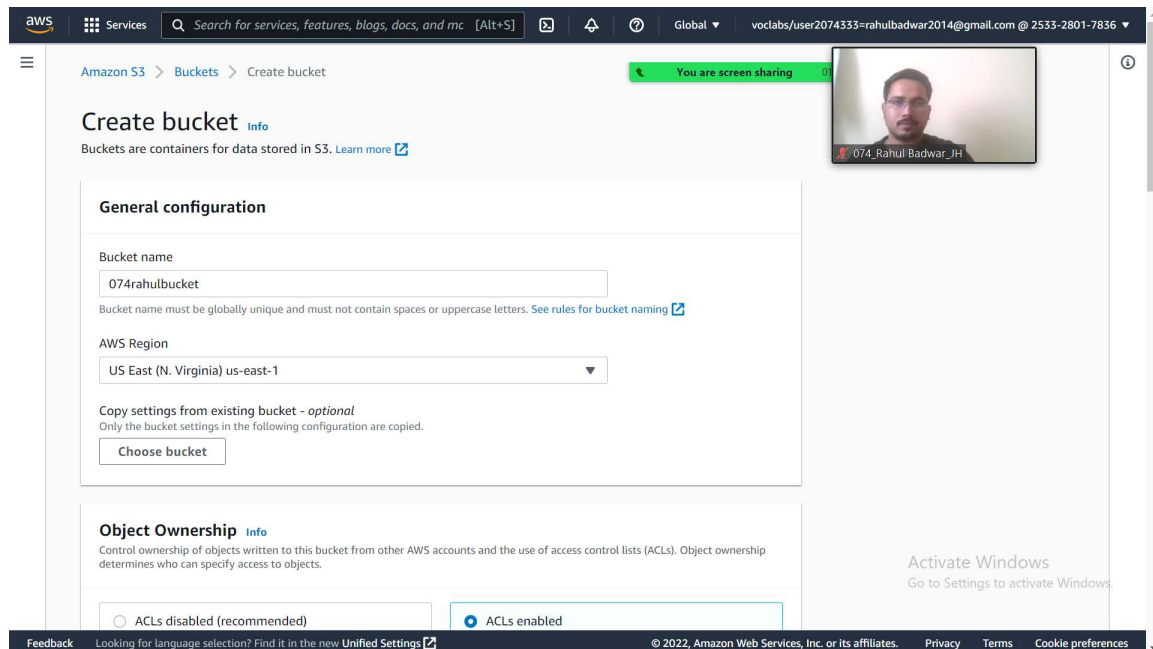 aws
Services
Search for services, features, blogs, docs, and mc [Alt+S]
Global ▼
voclabs/user2074333=rahulbadwar2014@gmail.com @ 2533-2801-7836 ▼
Amazon S3 > Buckets > Create bucket
You are screen sharing
01
074_Rahul Badwar_JH
Create bucket Info
Buckets are containers for data stored in S3. Learn more
General configuration
Bucket name
074rahulbucket
Bucket name must be globally unique and must not contain spaces or uppercase letters. See rules for bucket naming
AWS Region
US East (N. Virginia) us-east-1
Copy settings from existing bucket - optional
Only the bucket settings in the following configuration are copied.
Choose bucket
Object Ownership Info
Control ownership of objects written to this bucket from other AWS accounts and the use of access control lists (ACLs). Object ownership
determines who can specify access to objects.
Activate Windows
Go to Settings to activate Windows.
ACLs disabled (recommended)
ACLs enabled
Feedback
Looking for language selection? Find it in the new Unified Settings
© 2022, Amazon Web Services, Inc. or its affiliates.
Privacy
Terms
Cookie preferences